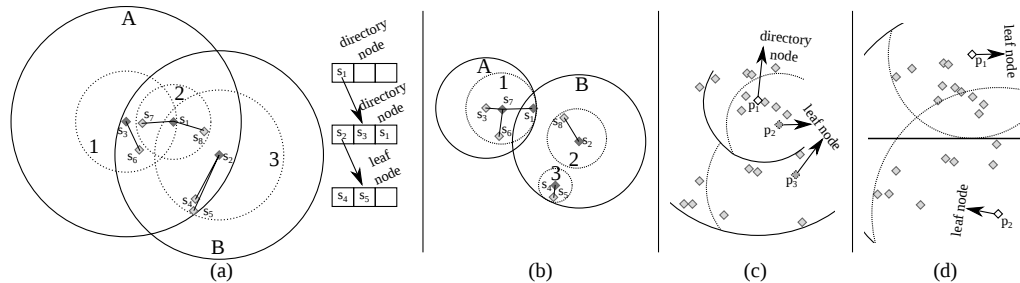 A
1
2
3
B
s₃
s₇
s₁
s₆
s₈
s₂
s₄
s₅
directory
node
s₁
directory
node
s₂ s₃ s₁
leaf
node
s₄ s₅
(a)
A
1
B
s₃
s₇
s₁
s₆
s₈
s₂
2
3
s₄
s₅
(b)
directory
node
p₁
p₂
leaf node
p₃
(c)
p₁
leaf node
leaf node
p₂
(d)